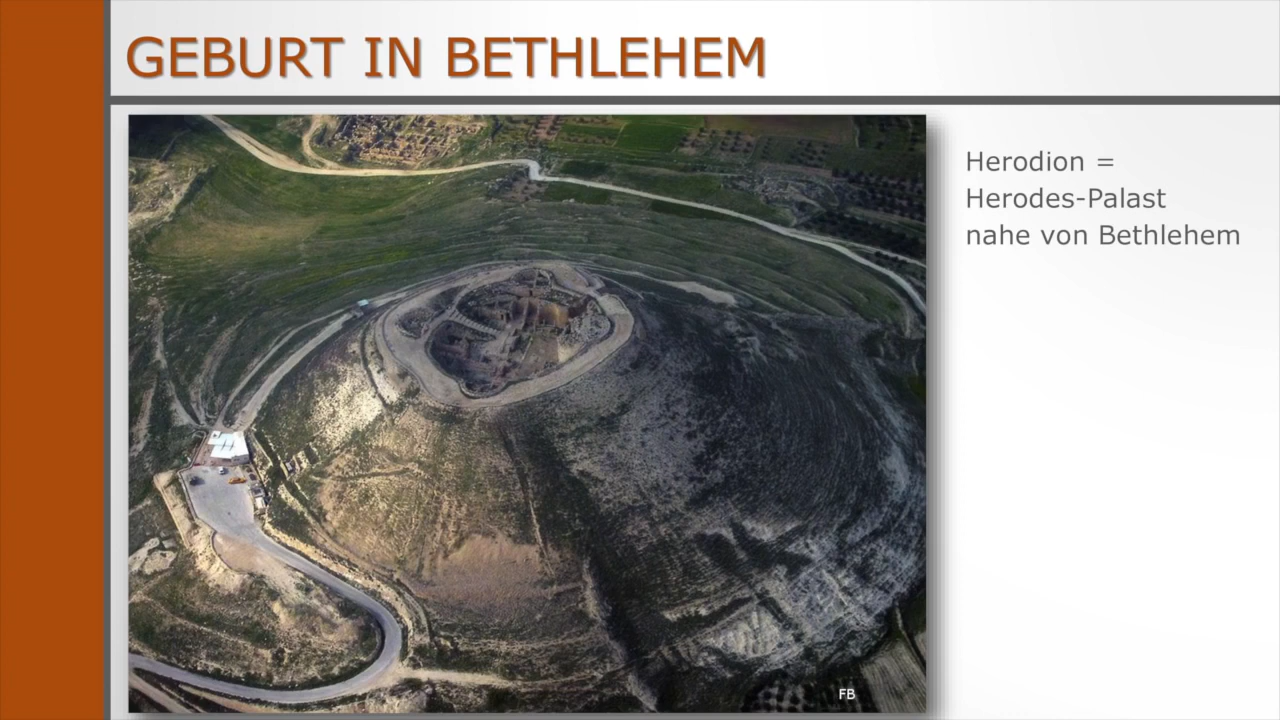 GEBURT IN BETHLEHEM
Herodion =
Herodes-Palast
nahe von Bethlehem
FB